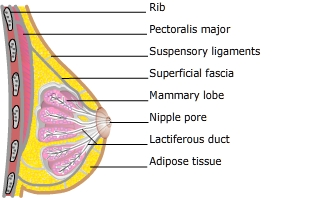 Rib
Pectoralis major
Suspensory ligaments
Superficial fascia
Mammary lobe
Nipple pore
Lactiferous duct
Adipose tissue